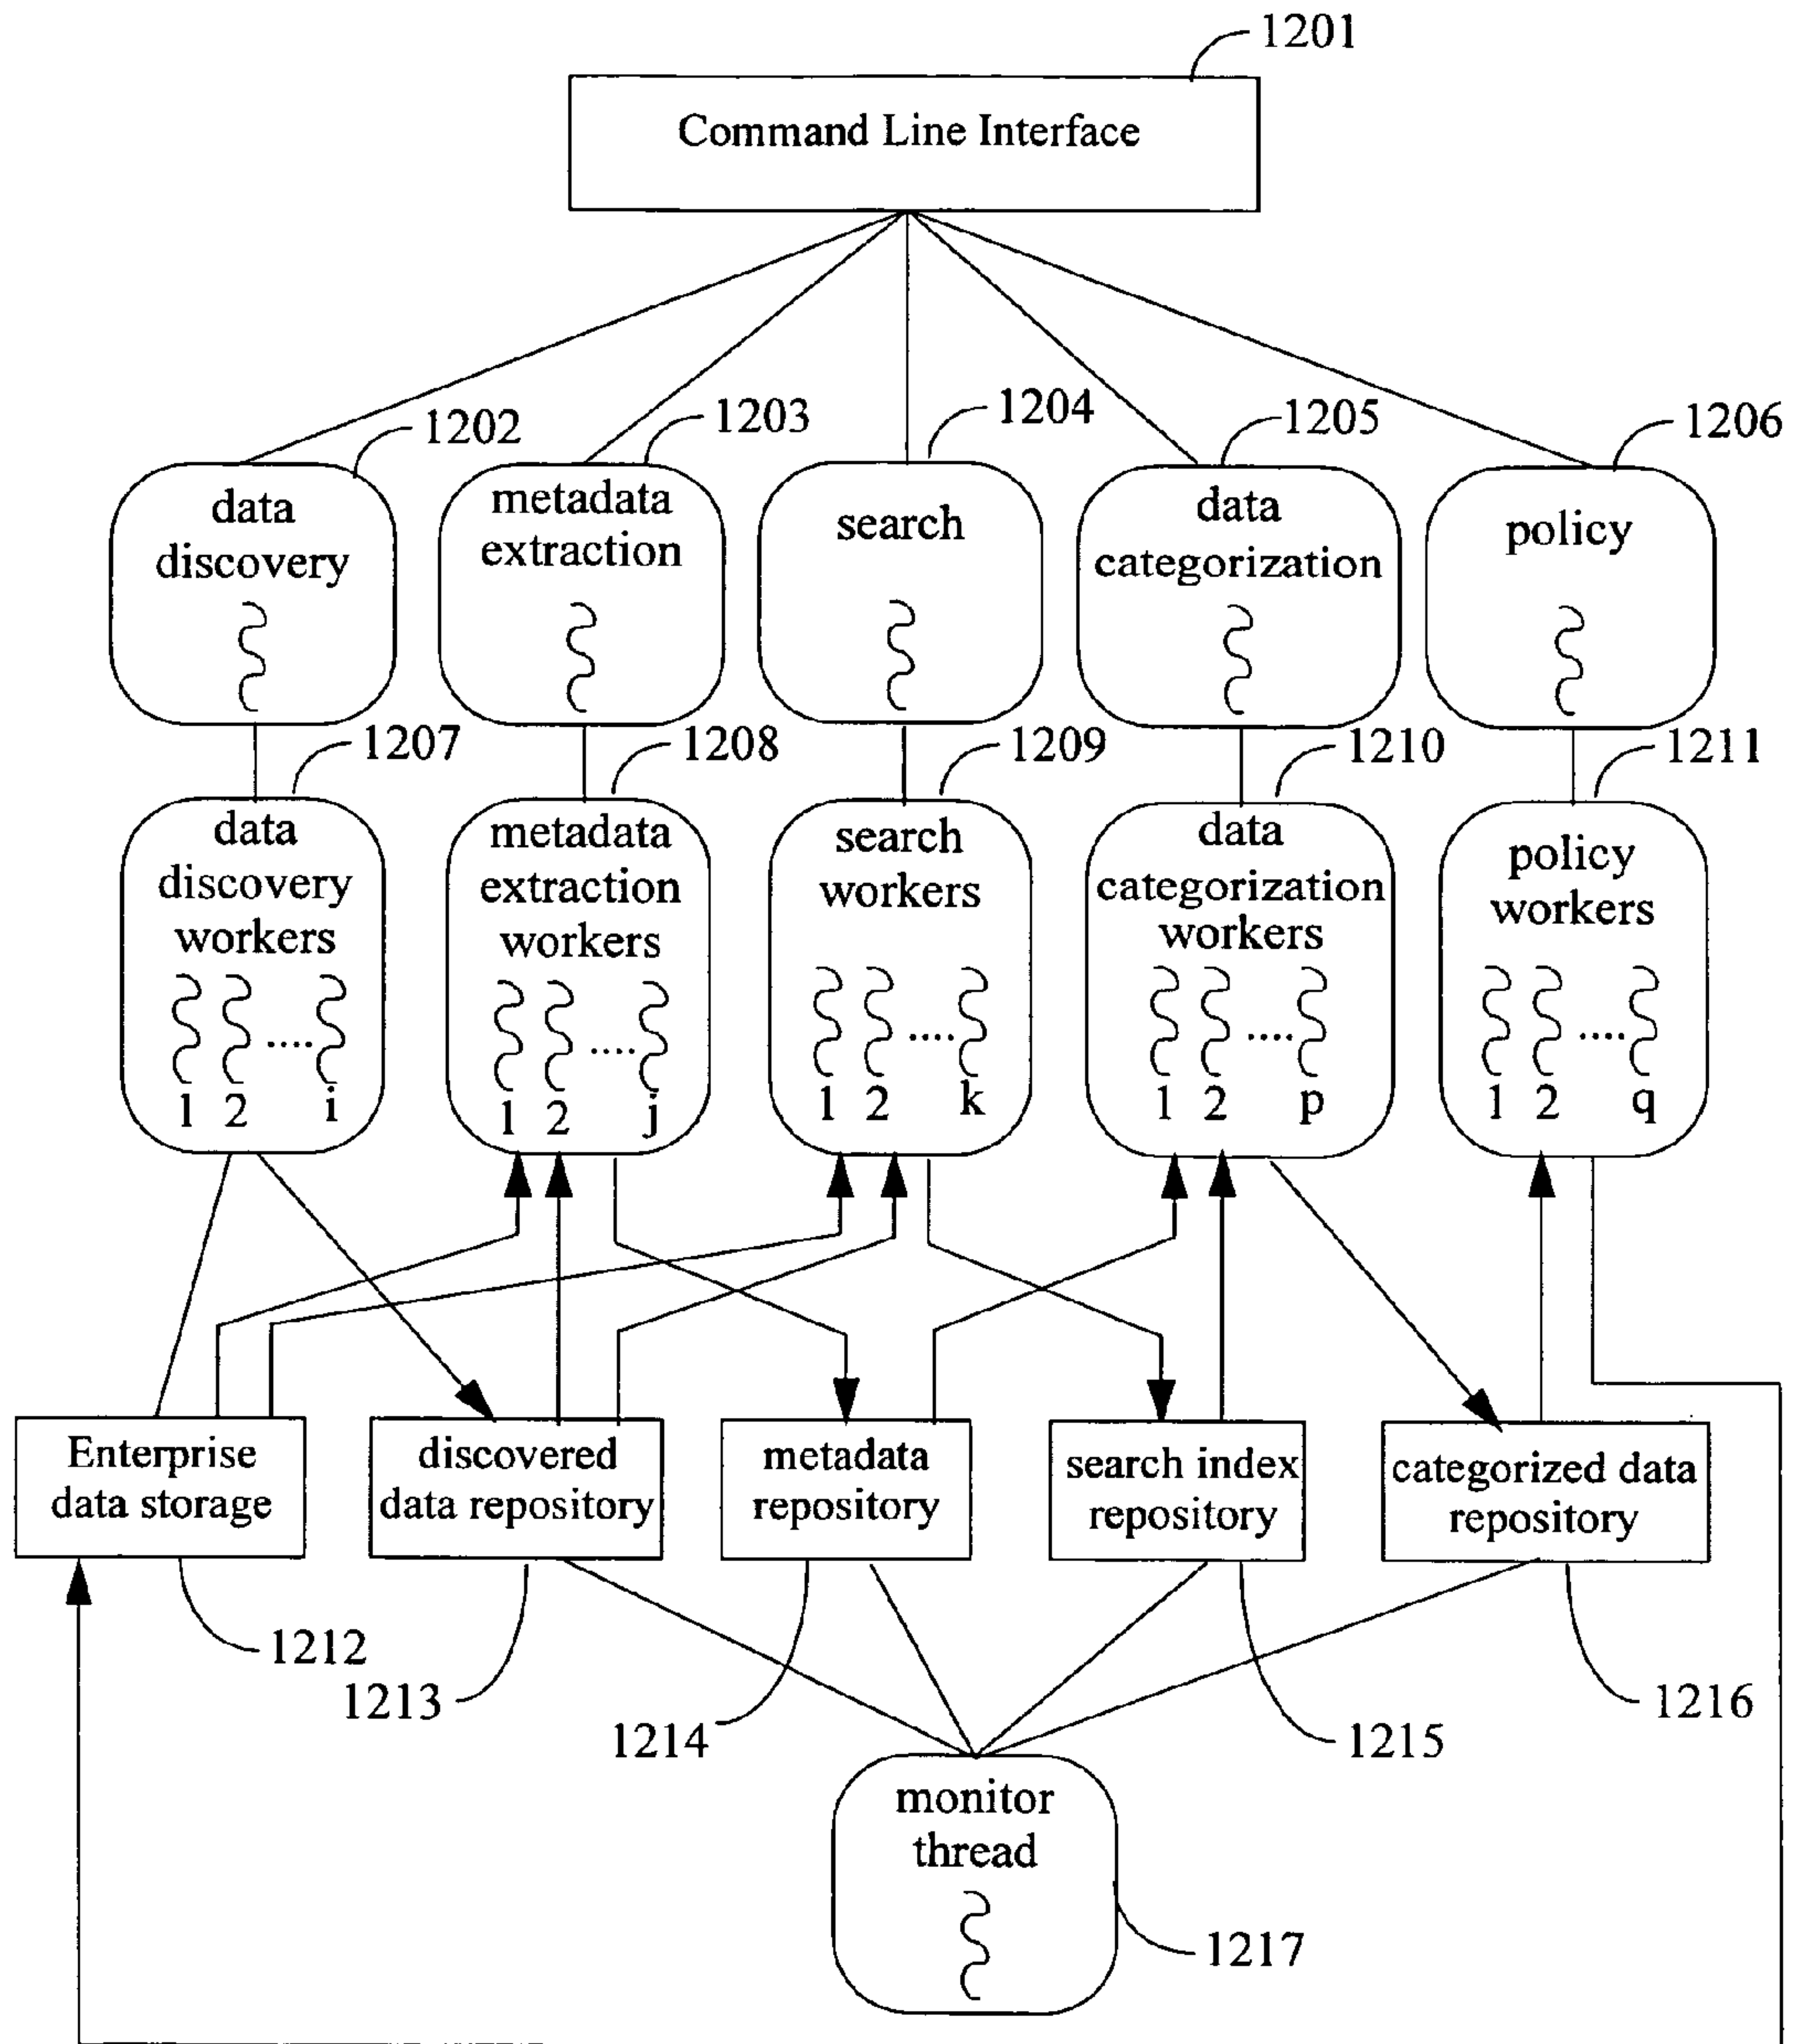 1201
Command Line Interface
1202
1203
1204
1205
1206
data
discovery
metadata
extraction
search
data
categorization
policy
1207
1208
1209
1210
1211
data
discovery
workers
1 2 .... i
metadata
extraction
workers
1 2 .... j
search
workers
1 2 .... k
data
categorization
workers
1 2 .... p
policy
workers
1 2 .... q
Enterprise
data storage
discovered
data repository
metadata
repository
search index
repository
categorized data
repository
1212
1213
1214
1215
1216
monitor
thread
1217